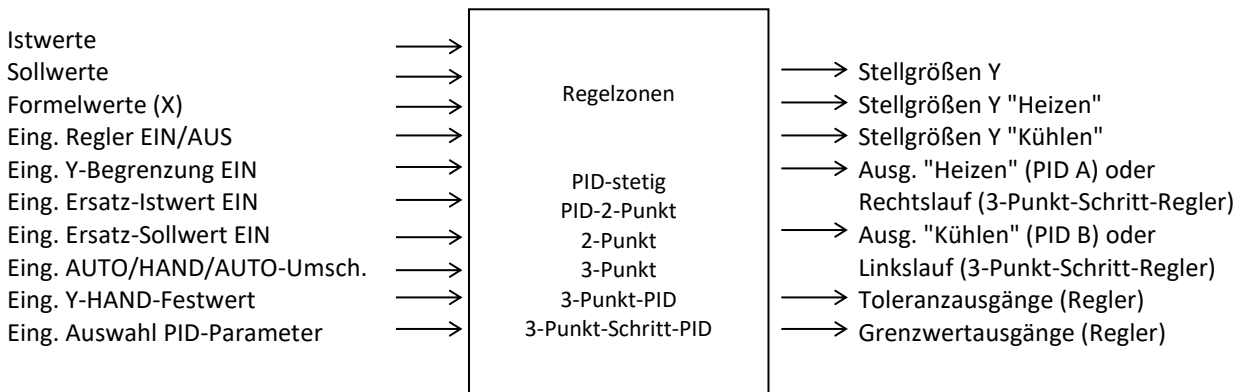 Istwerte
Sollwerte
Formelwerte (X)
Eing. Regler EIN/AUS
Eing. Y-Begrenzung EIN
Eing. Ersatz-Istwert EIN
Eing. Ersatz-Sollwert EIN
Eing. AUTO/HAND/AUTO-Umsch.
Eing. Y-HAND-Festwert
Eing. Auswahl PID-Parameter
Regelzonen
PID-stetig
PID-2-Punkt
2-Punkt
3-Punkt
3-Punkt-PID
3-Punkt-Schritt-PID
Stellgrößen Y
Stellgrößen Y "Heizen"
Stellgrößen Y "Kühlen"
Ausg. "Heizen" (PID A) oder
Rechtslauf (3-Punkt-Schritt-Regler)
Ausg. "Kühlen" (PID B) oder
Linkslauf (3-Punkt-Schritt-Regler)
Toleranzausgänge (Regler)
Grenzwertausgänge (Regler)